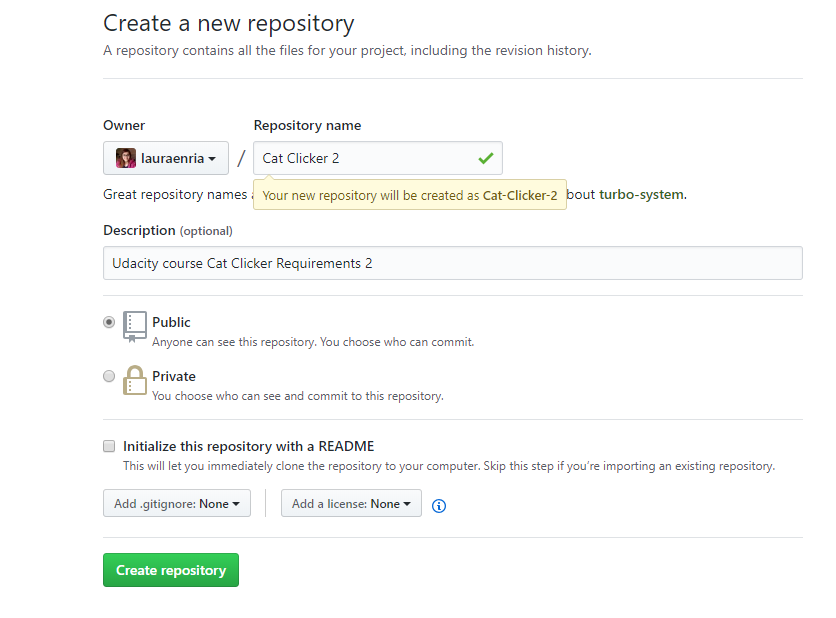 Create a new repository
A repository contains all the files for your project, including the revision history.
Owner Repository name
lauraenria / Cat Clicker 2
Great repository names bout turbo-system.
Your new repository will be created as Cat-Clicker-2
Description (optional)
Udacity course Cat Clicker Requirements 2
Public
Anyone can see this repository. You choose who can commit.
Private
You choose who can see and commit to this repository.
Initialize this repository with a README
This will let you immediately clone the repository to your computer. Skip this step if you’re importing an existing repository.
Add .gitignore: None Add a license: None
Create repository